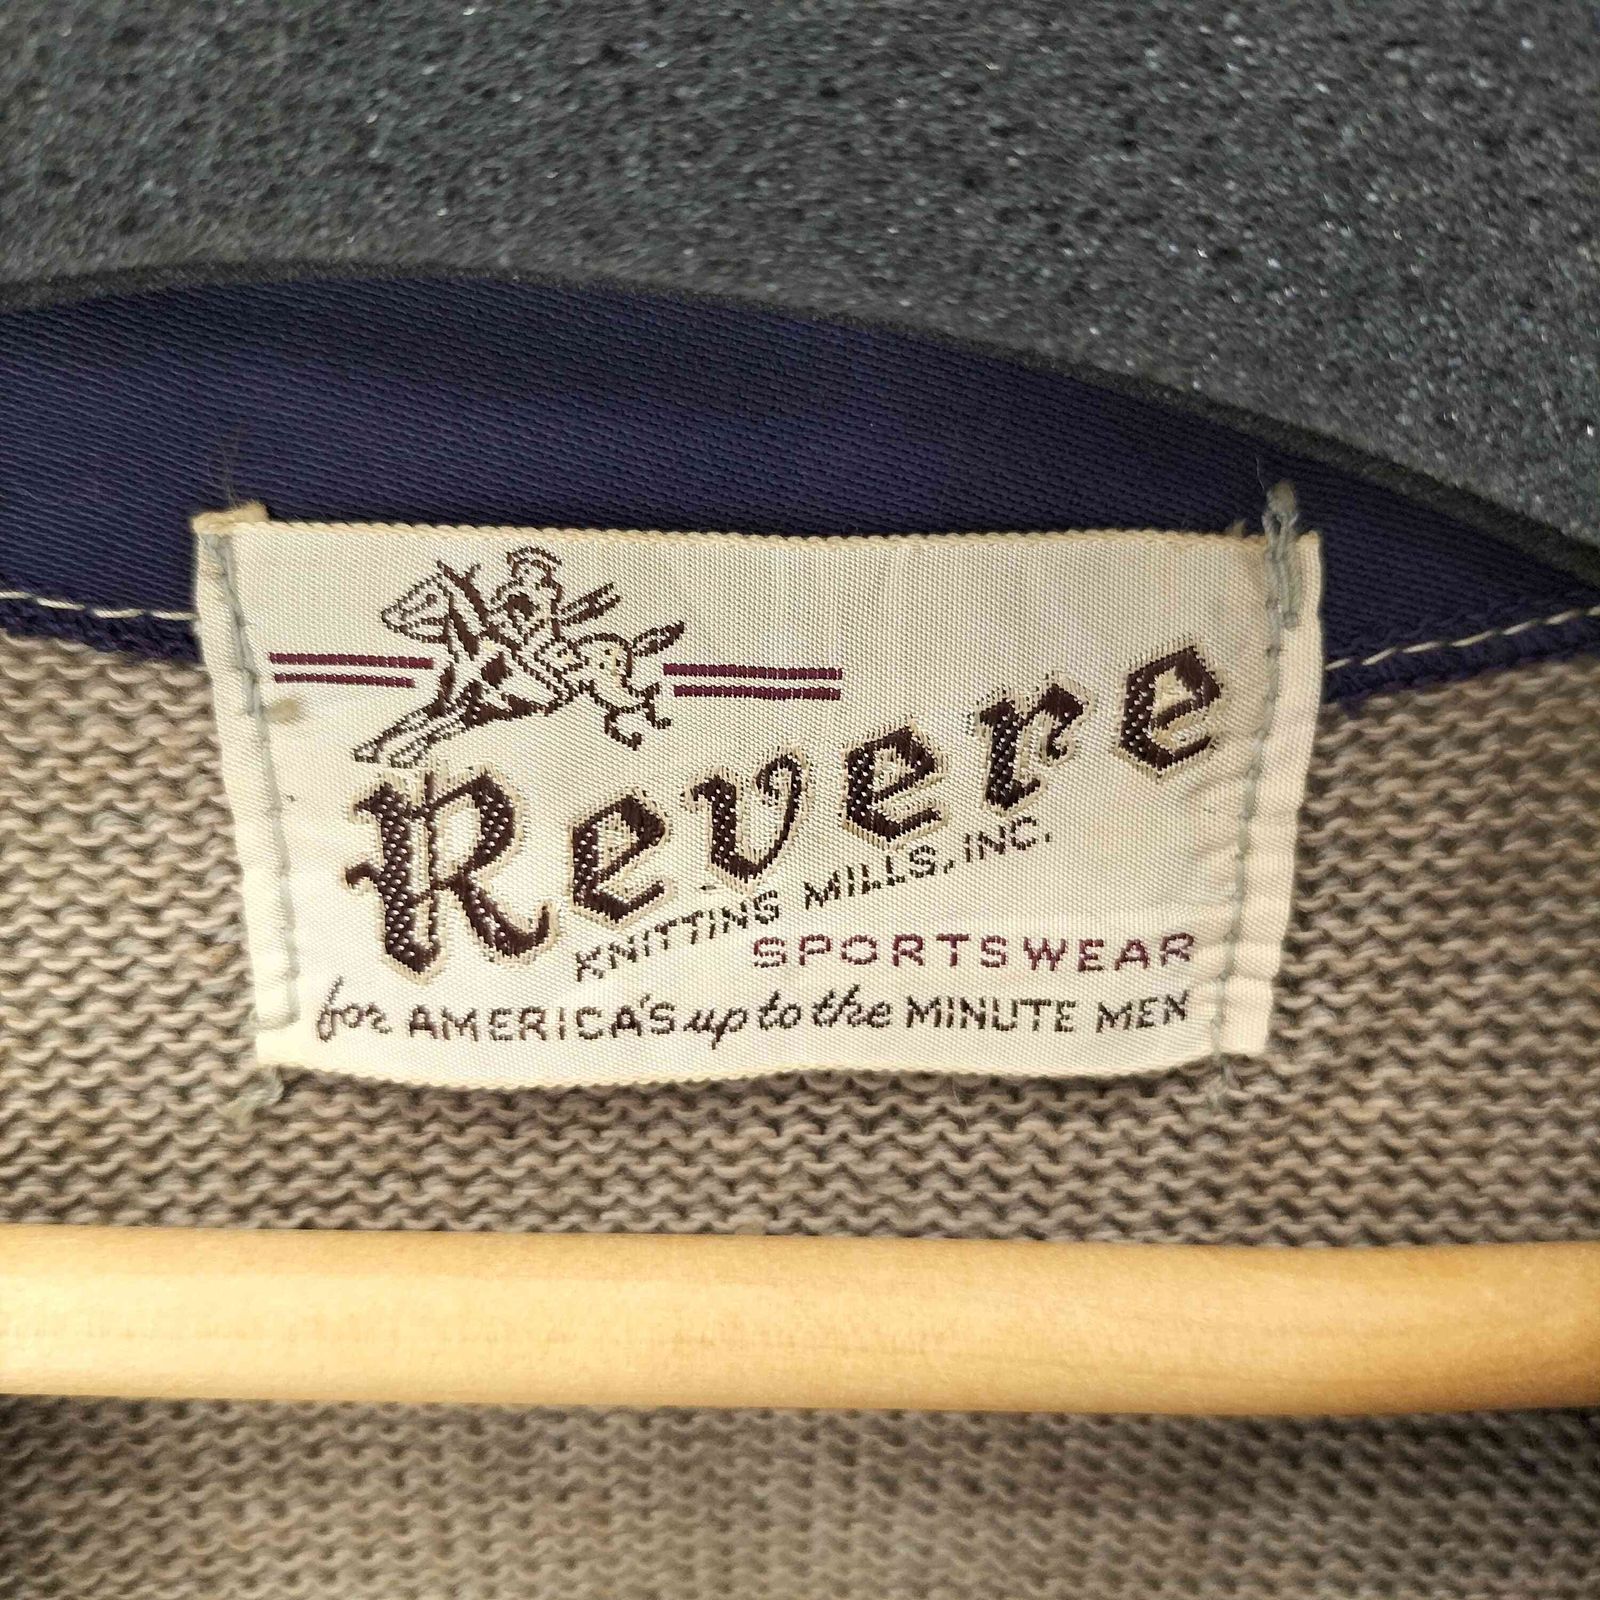 Revere
KNITTING MILLS, INC.
SPORTSWEAR
for AMERICA'S up to the MINUTE MEN